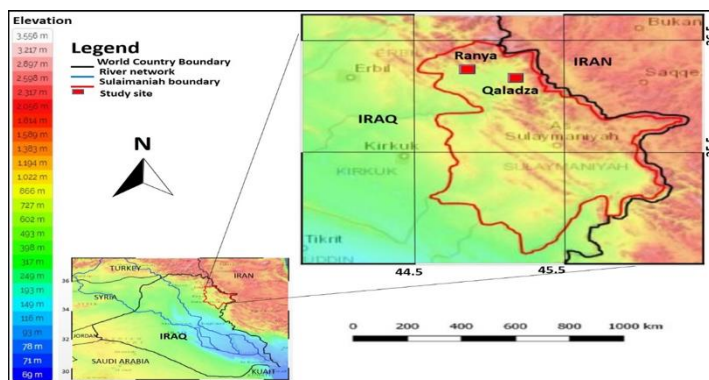 Elevation
3,556 m
3,217 m
2,897 m
2,598 m
2,317 m
2,056 m
1,814 m
1,589 m
1,383 m
1,194 m
1,022 m
866 m
727 m
602 m
493 m
398 m
317 m
249 m
193 m
149 m
116 m
93 m
78 m
71 m
69 m
Legend
World Country Boundary
River network
Sulaimaniah boundary
Study site
N
Bukan
Ranya
IRAN
Erbil
Saqqe
Qaladza
IRAQ
As
Sulaymaniyah
Kirkuk
SULAYMANIYAH
KIRKUK
Tikrit
UDDIN
44.5
45.5
TURKEY
36
IRAN
SYRIA
34
JORDAN
IRAQ
32
SAUDI ARABIA
30
KUAIT
0 200 400 600 800 1000 km